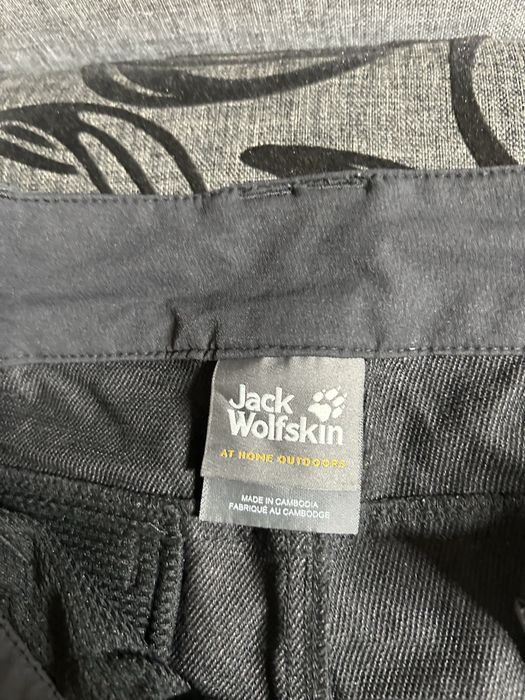 Jack
Wolfskin
AT HOME OUTDOORS
MADE IN CAMBODIA
FABRIQUÉ AU CAMBODGE